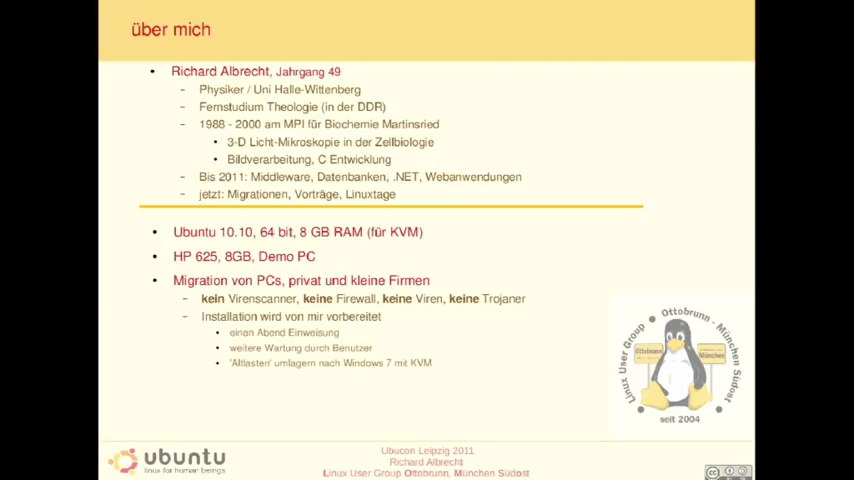 über mich
Richard Albrecht, Jahrgang 49
Physiker / Uni Halle-Wittenberg
Fernstudium Theologie (in der DDR)
1988 - 2000 am MPI für Biochemie Martinsried
3-D Licht-Mikroskopie in der Zellbiologie
Bildverarbeitung, C Entwicklung
Bis 2011: Middleware, Datenbanken, .NET, Webanwendungen
jetzt: Migrationen, Vorträge, Linuxtage
Ubuntu 10.10, 64 bit, 8 GB RAM (für KVM)
HP 625, 8GB, Demo PC
Migration von PCs, privat und kleine Firmen
kein Virenscanner, keine Firewall, keine Viren, keine Trojaner
Installation wird von mir vorbereitet
einen Abend Einweisung
weitere Wartung durch Benutzer
'Altlasten' umlagern nach Windows 7 mit KVM
Linux User Group • Ottobrunn - München Südost
Ottobrunn
München
seit 2004
ubuntu
linux for human beings
Ubucon Leipzig 2011
Richard Albrecht
Linux User Group Ottobrunn, München Südost